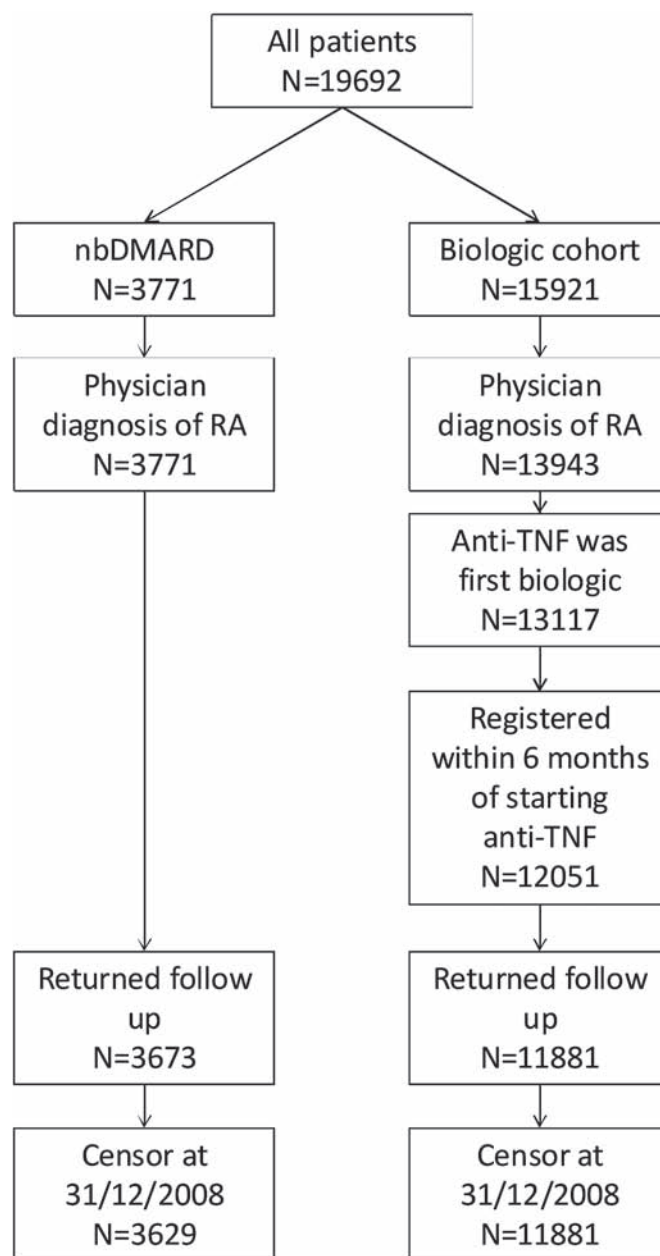 All patients
N=19692
nbDMARD
N=3771
Biologic cohort
N=15921
Physician
diagnosis of RA
N=3771
Physician
diagnosis of RA
N=13943
Anti-TNF was
first biologic
N=13117
Registered
within 6 months
of starting
anti-TNF
N=12051
Returned follow
up
N=3673
Returned follow
up
N=11881
Censor at
31/12/2008
N=3629
Censor at
31/12/2008
N=11881